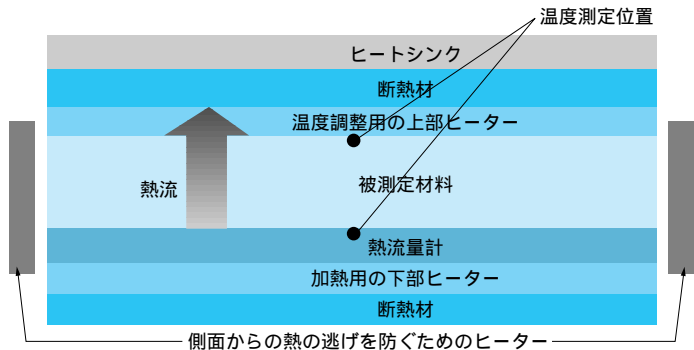 温度測定位置
ヒートシンク
断熱材
温度調整用の上部ヒーター
被測定材料
熱流
熱流量計
加熱用の下部ヒーター
断熱材
側面からの熱の逃げを防ぐためのヒーター